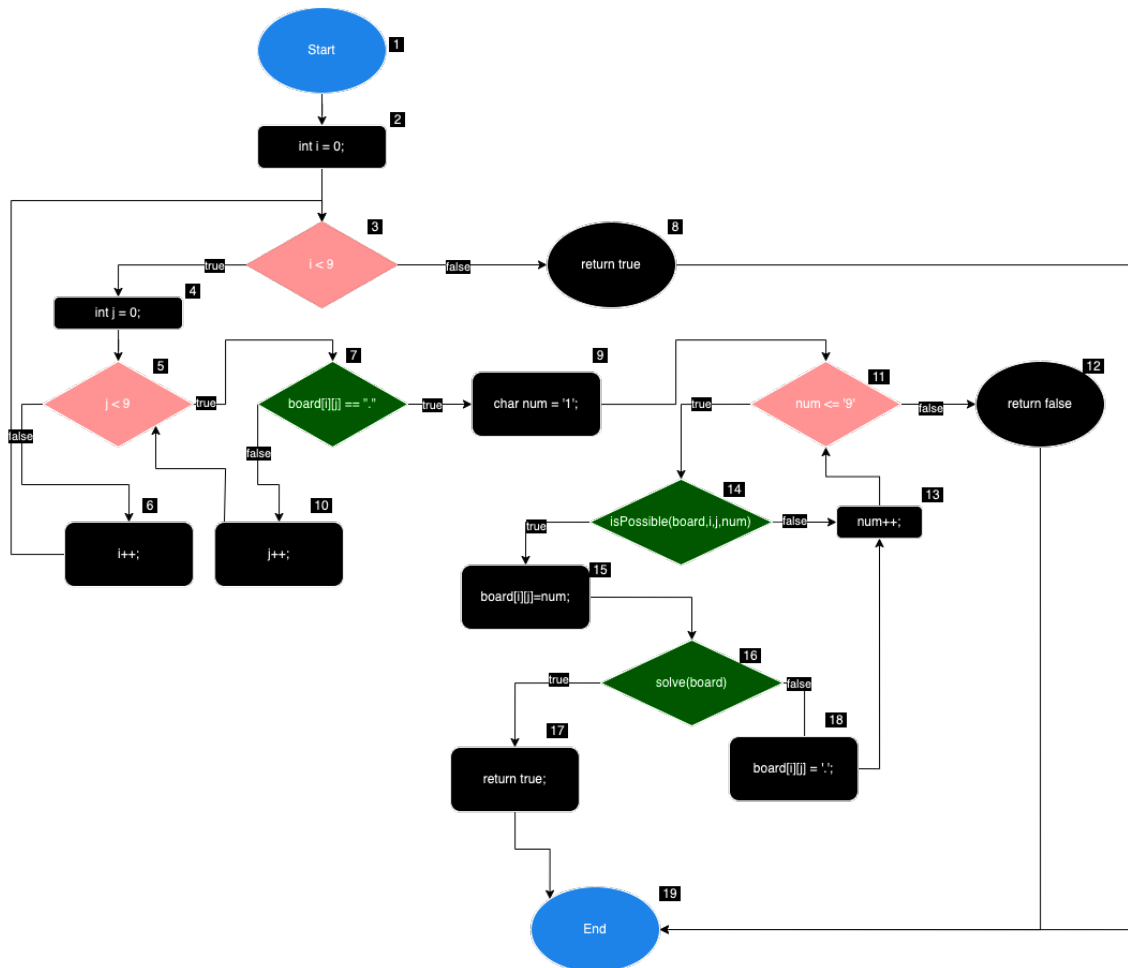 Start
1
2
int i = 0;
3
i < 9
true
false
8
return true
4
int j = 0;
5
j < 9
true
false
7
board[i][j] == "."
true
false
9
char num = '1';
11
num <= '9'
true
false
12
return false
6
i++;
10
j++;
14
isPossible(board,i,j,num)
true
false
13
num++;
15
board[i][j]=num;
16
solve(board)
true
false
17
return true;
18
board[i][j] = '.';
19
End